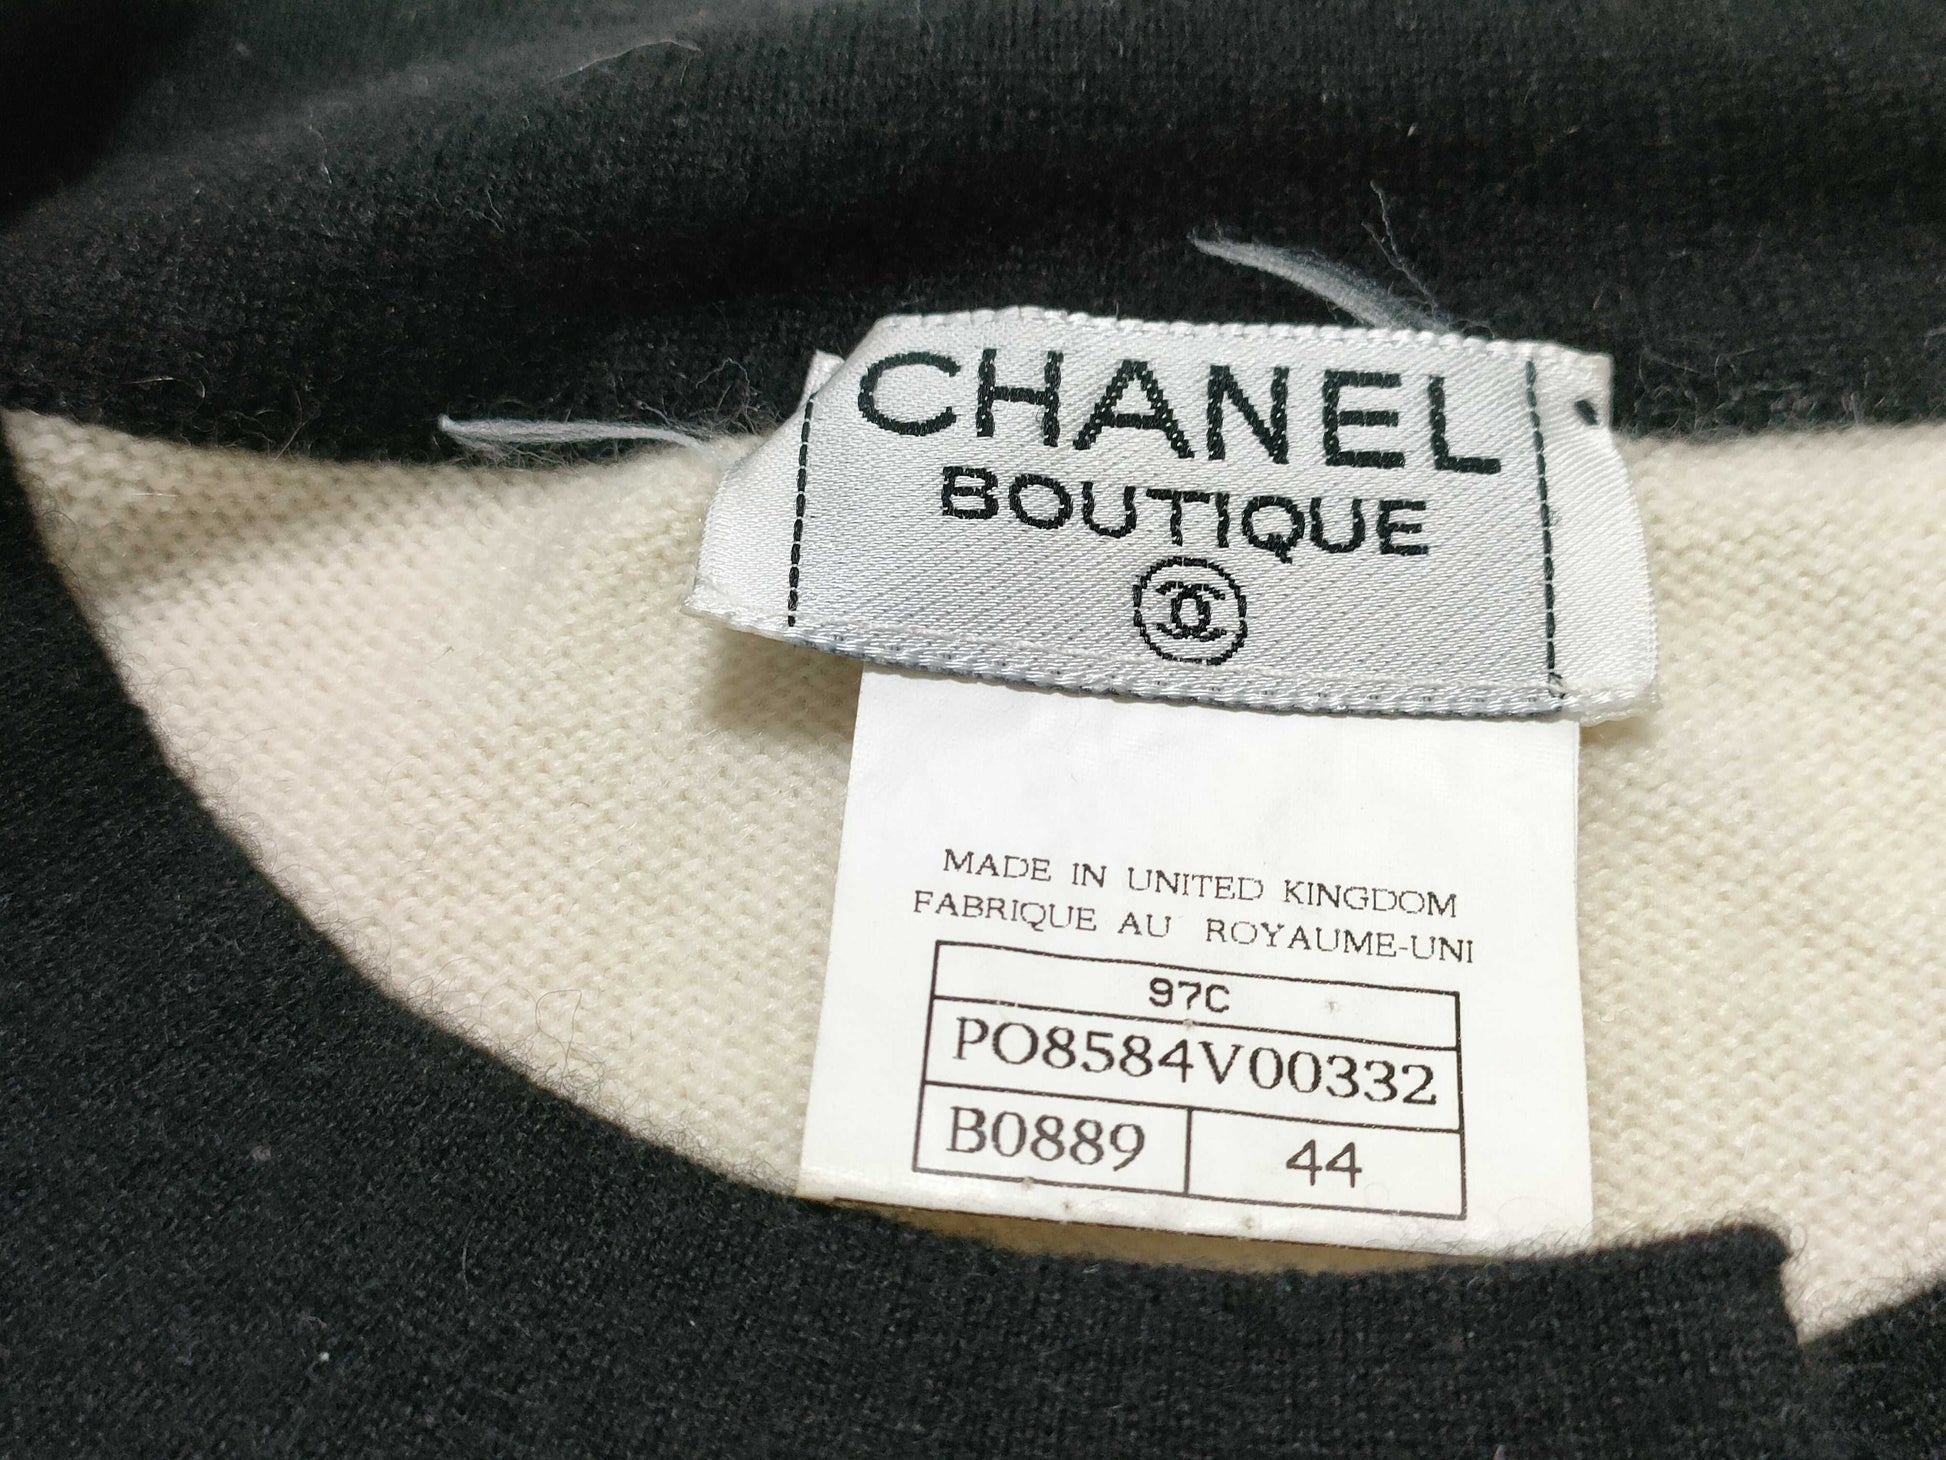 CHANEL
BOUTIQUE
MADE IN UNITED KINGDOM
FABRIQUE AU ROYAUME-UNI
97C
PO8584V00332
B0889 44